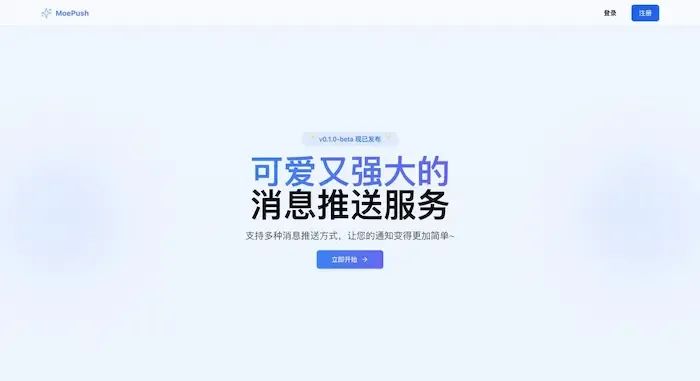 MoePush
登录
注册
v0.1.0-beta 现已发布
可爱又强大的
消息推送服务
支持多种消息推送方式，让您的通知变得更加简单~
立即开始 →